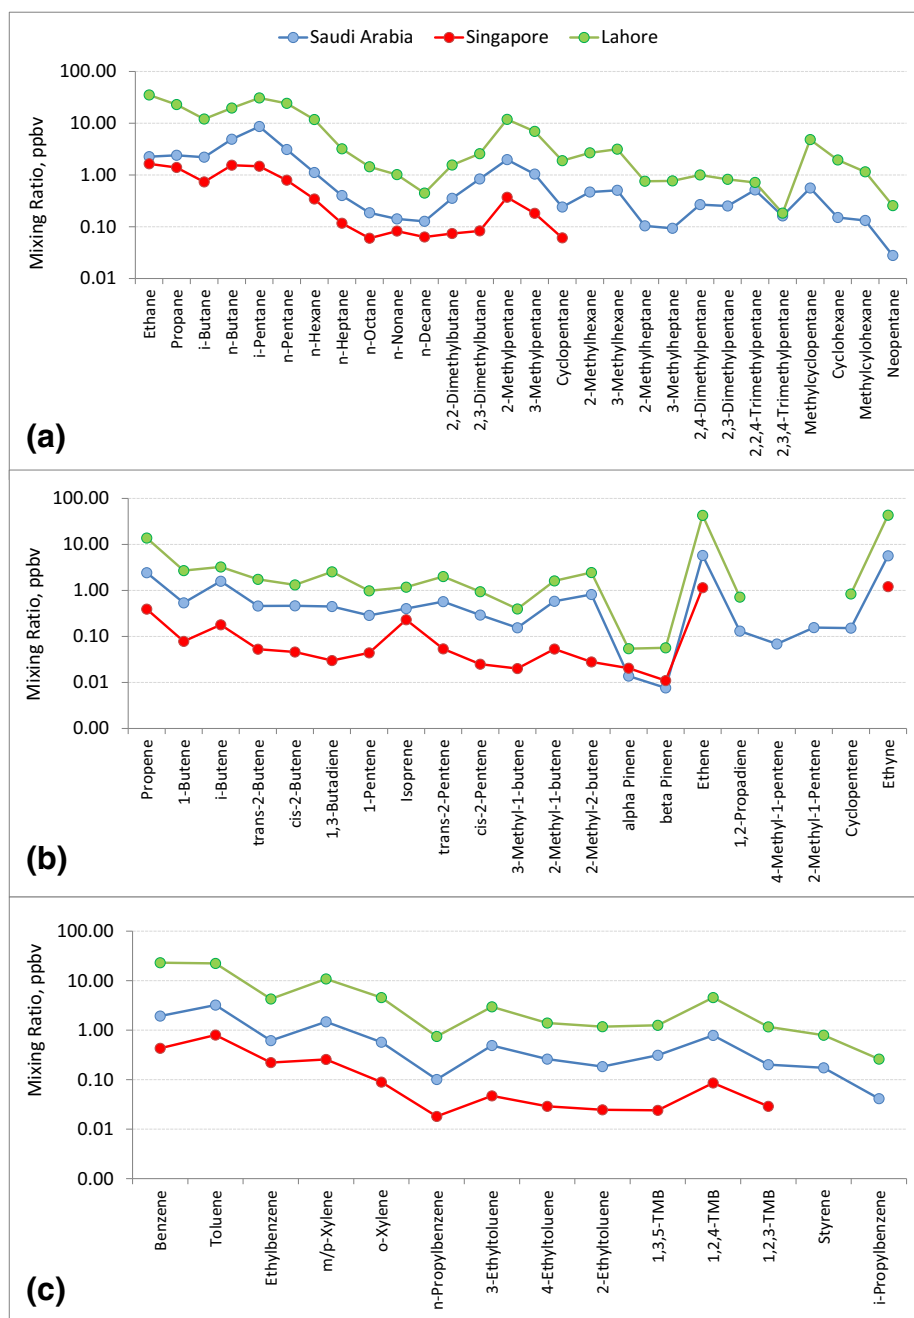 Saudi Arabia Singapore Lahore
100.00
10.00
1.00
0.10
0.01
Mixing Ratio, ppbv
Ethane
Propane
i-Butane
n-Butane
i-Pentane
n-Pentane
n-Hexane
n-Heptane
n-Octane
n-Nonane
n-Decane
2,2-Dimethylbutane
2,3-Dimethylbutane
2-Methylpentane
3-Methylpentane
Cyclopentane
2-Methylhexane
3-Methylhexane
2-Methylheptane
3-Methylheptane
2,4-Dimethylpentane
2,3-Dimethylpentane
2,2,4-Trimethylpentane
2,3,4-Trimethylpentane
Methylcyclopentane
Cyclohexane
Methylcylohexane
Neopentane
(a)
100.00
10.00
1.00
0.10
0.01
0.00
Mixing Ratio, ppbv
Propene
1-Butene
i-Butene
trans-2-Butene
cis-2-Butene
1,3-Butadiene
1-Pentene
Isoprene
trans-2-Pentene
cis-2-Pentene
3-Methyl-1-butene
2-Methyl-1-butene
2-Methyl-2-butene
alpha Pinene
beta Pinene
Ethene
1,2-Propadiene
4-Methyl-1-pentene
2-Methyl-1-Pentene
Cyclopentene
Ethyne
(b)
100.00
10.00
1.00
0.10
0.01
0.00
Mixing Ratio, ppbv
Benzene
Toluene
Ethylbenzene
m/p-Xylene
o-Xylene
n-Propylbenzene
3-Ethyltoluene
4-Ethyltoluene
2-Ethyltoluene
1,3,5-TMB
1,2,4-TMB
1,2,3-TMB
Styrene
i-Propylbenzene
(c)